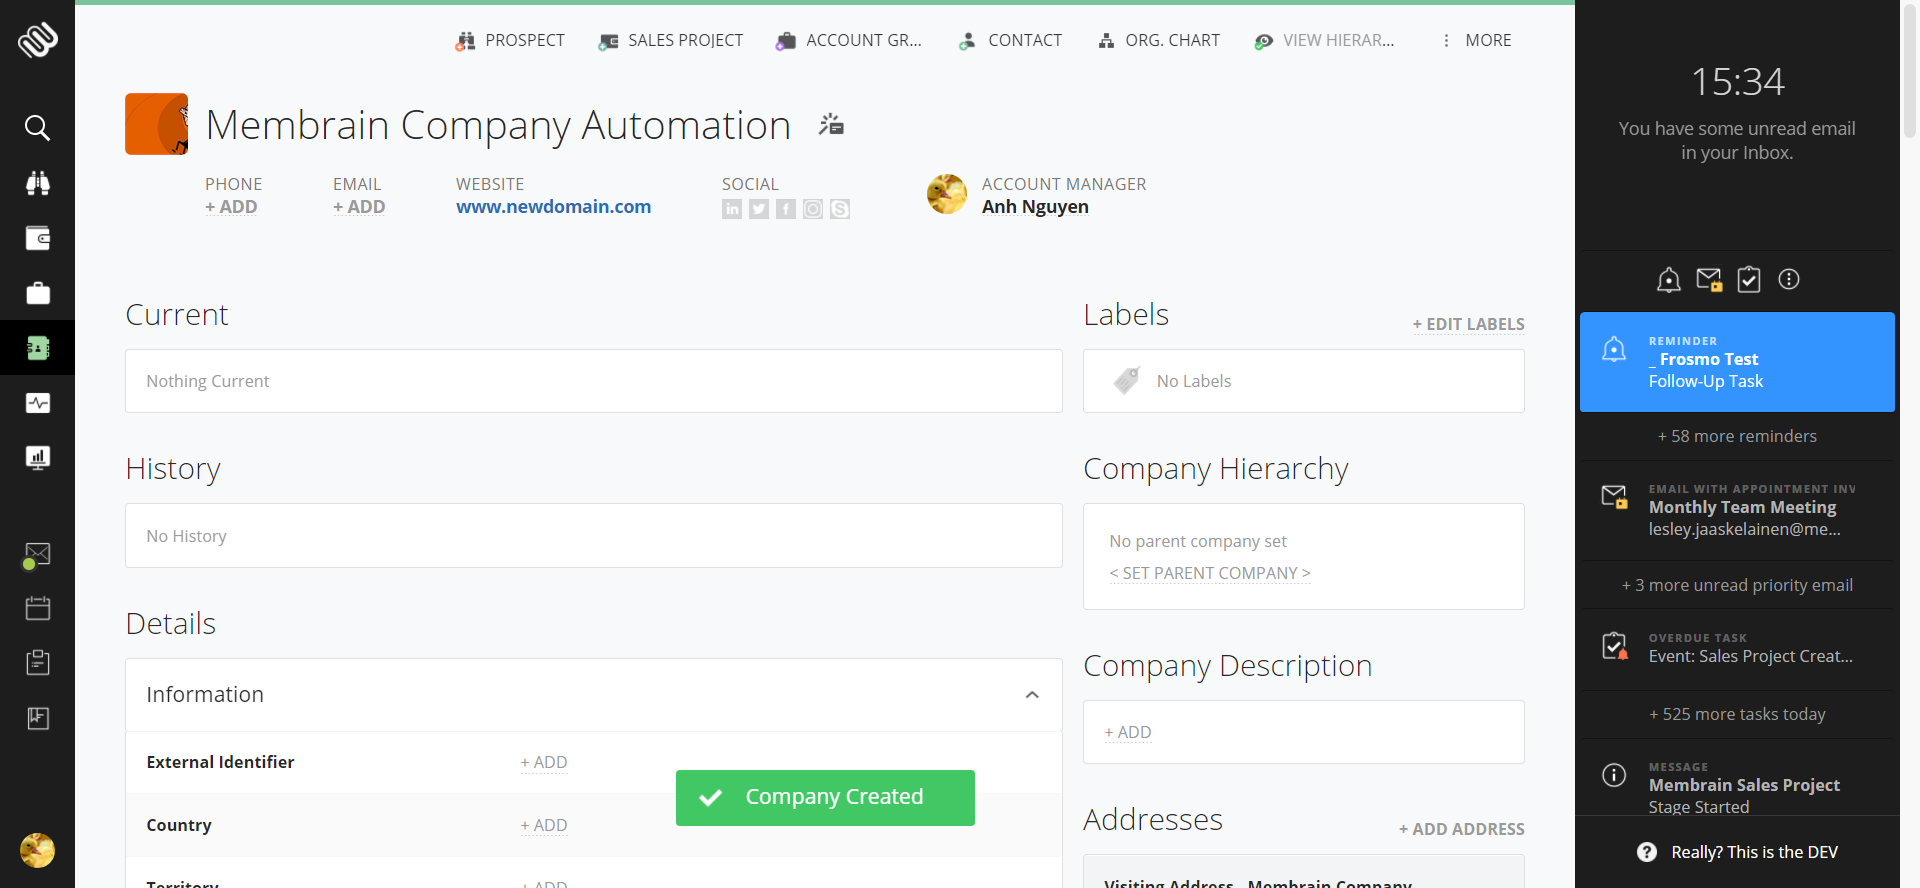 PROSPECT
SALES PROJECT
ACCOUNT GR...
CONTACT
ORG. CHART
VIEW HIERAR...
MORE
Membrain Company Automation
PHONE
+ ADD
EMAIL
+ ADD
WEBSITE
www.newdomain.com
SOCIAL
ACCOUNT MANAGER
Anh Nguyen
Current
Nothing Current
History
No History
Details
Information
External Identifier
+ ADD
Country
+ ADD
Territory
+ ADD
Company Created
Labels
+ EDIT LABELS
No Labels
Company Hierarchy
No parent company set
< SET PARENT COMPANY >
Company Description
+ ADD
Addresses
+ ADD ADDRESS
Visiting Address - Membrain Company
15:34
You have some unread email
in your Inbox.
REMINDER
_ Frosmo Test
Follow-Up Task
+ 58 more reminders
EMAIL WITH APPOINTMENT INV
Monthly Team Meeting
lesley.jaaskelainen@me...
+ 3 more unread priority email
OVERDUE TASK
Event: Sales Project Creat...
+ 525 more tasks today
MESSAGE
Membrain Sales Project
Stage Started
Really? This is the DEV